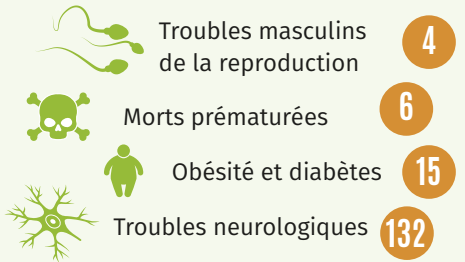 Troubles masculins
de la reproduction
4
Morts prématurées
6
Obésité et diabètes
15
Troubles neurologiques
132